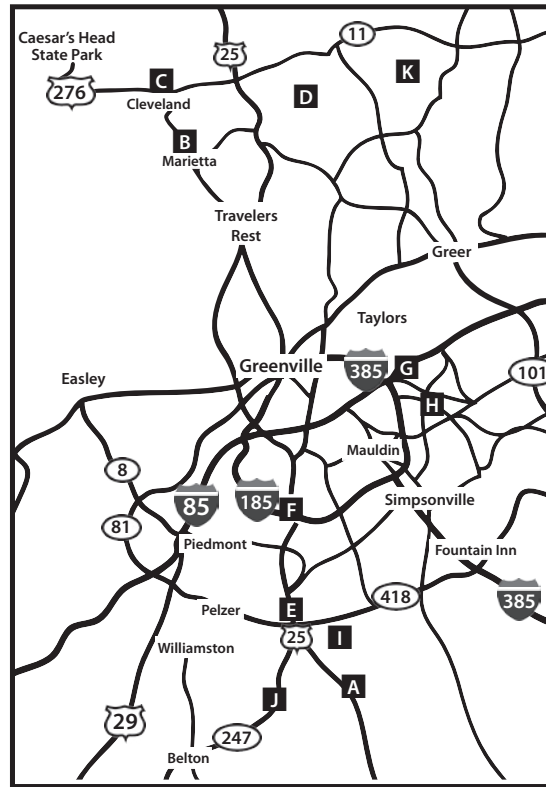 Caesar's Head
State Park
25
11
C
276
Cleveland
D
K
B
Marietta
Travelers
Rest
Greer
Taylors
Greenville
385
G
101
Easley
H
Mauldin
8
85
185
F
Simpsonville
81
Piedmont
Fountain Inn
418
385
Pelzer
E
25
I
Williamston
A
J
29
247
Belton